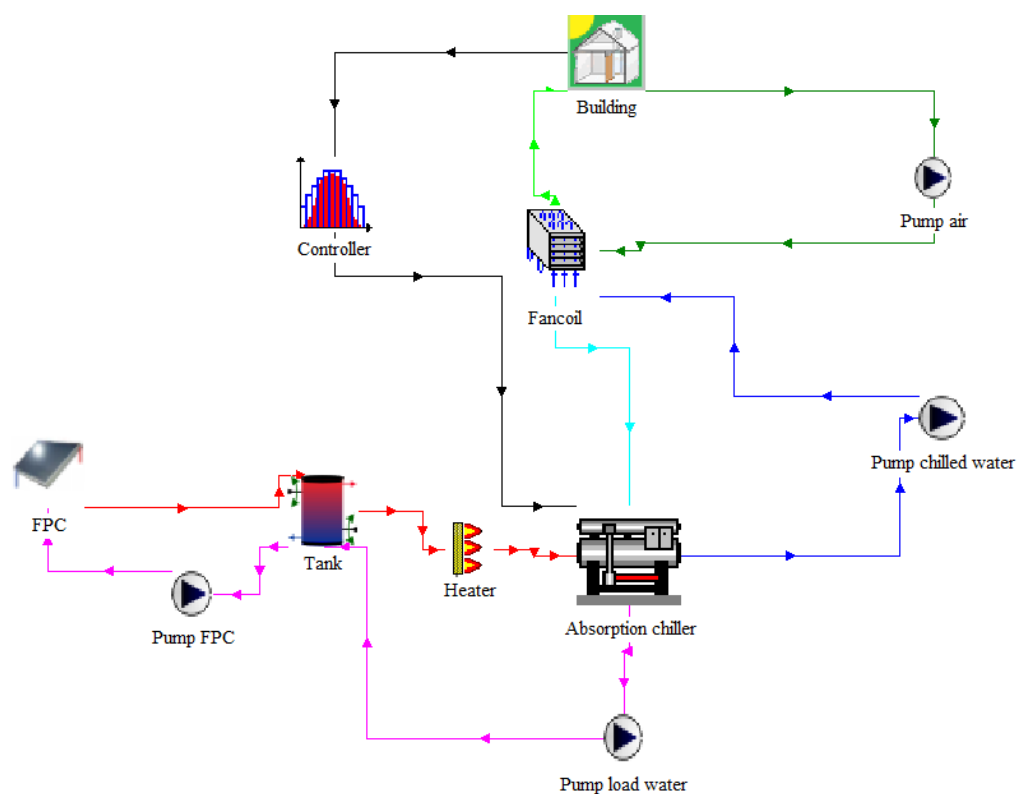 Building
Pump air
Controller
Fancoil
Pump chilled water
FPC
Tank
Heater
Absorption chiller
Pump FPC
Pump load water